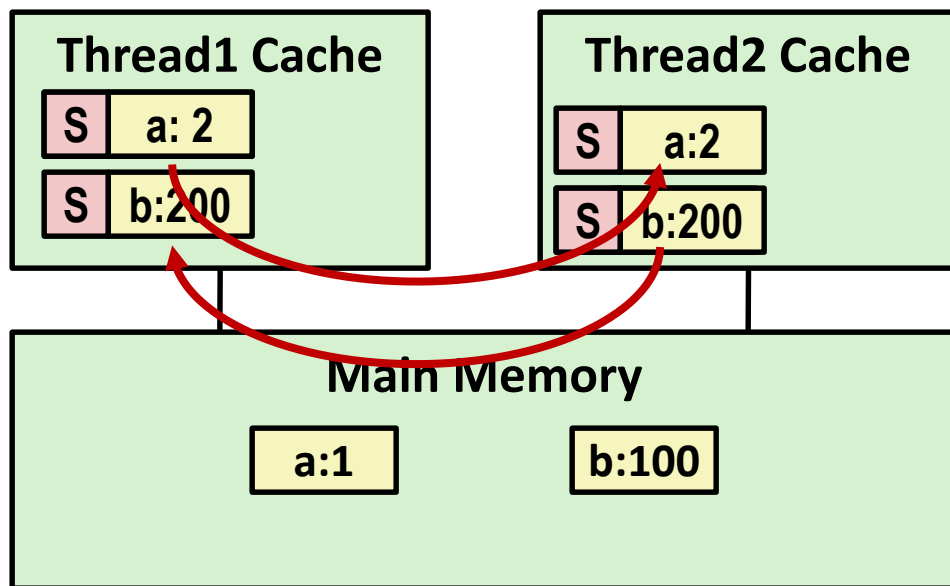 Thread1 Cache
S a: 2
S b:200
Thread2 Cache
S a:2
S b:200
Main Memory
a:1
b:100